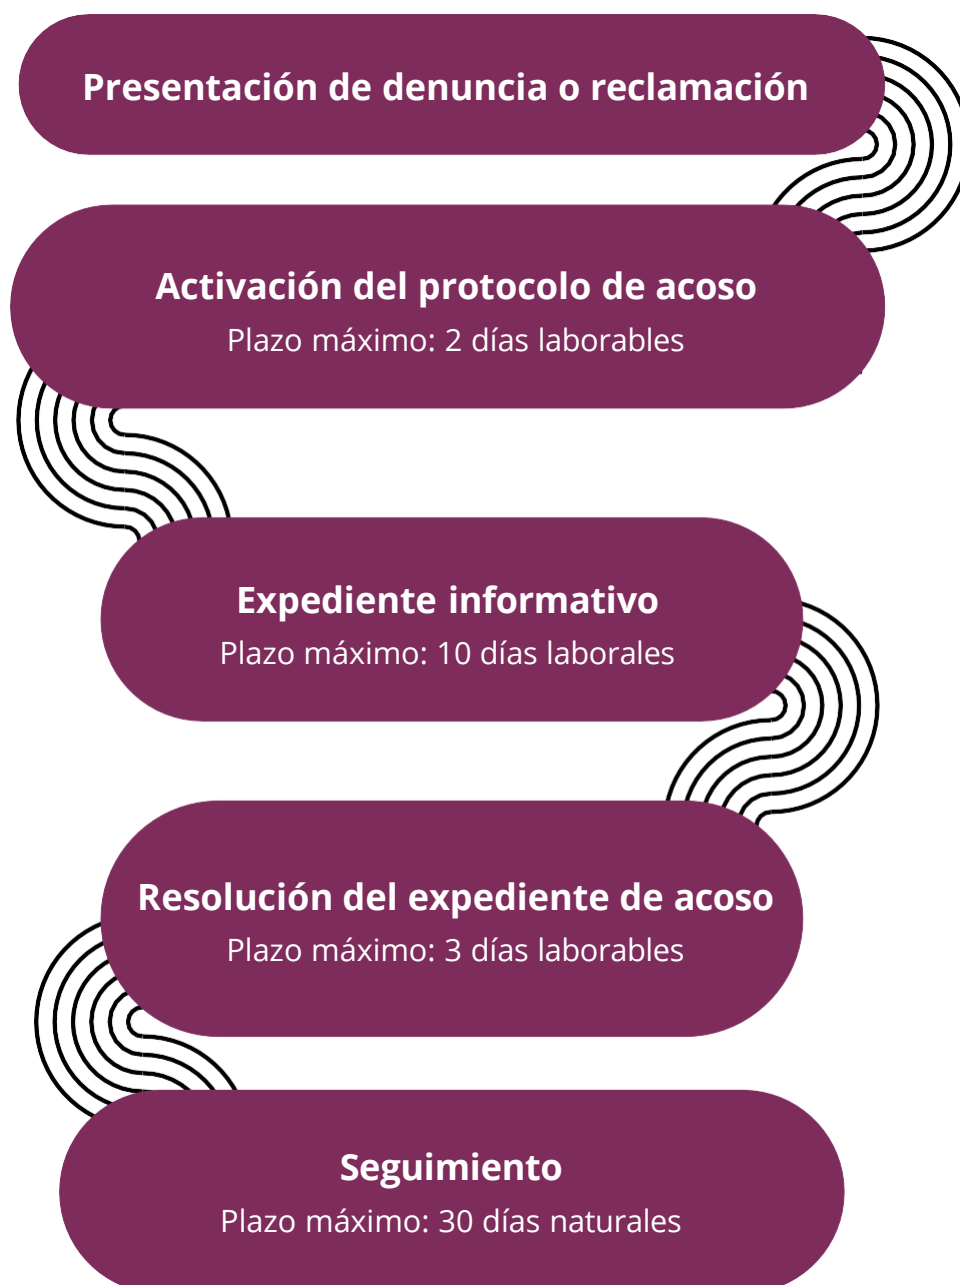 Presentación de denuncia o reclamación
Activación del protocolo de acoso
Plazo máximo: 2 días laborables
Expediente informativo
Plazo máximo: 10 días laborales
Resolución del expediente de acoso
Plazo máximo: 3 días laborables
Seguimiento
Plazo máximo: 30 días naturales